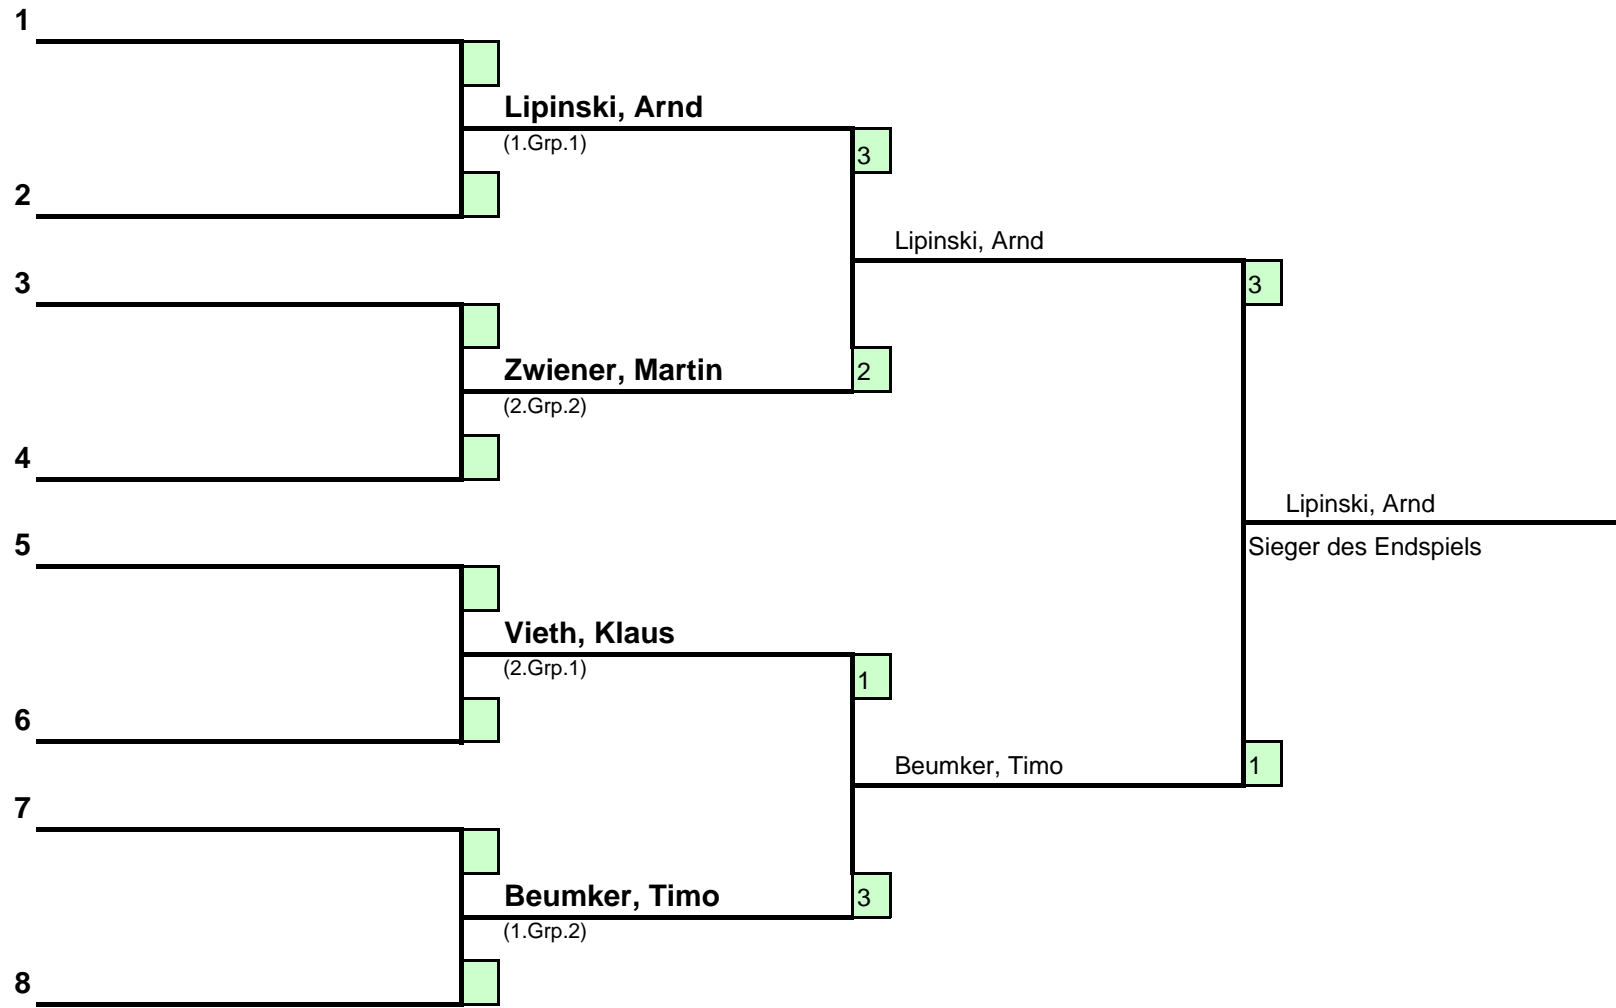 1
Lipinski, Arnd
(1.Grp.1)
3
2
Lipinski, Arnd
3
3
Zwiener, Martin
2
(2.Grp.2)
4
Lipinski, Arnd
5
Sieger des Endspiels
Vieth, Klaus
(2.Grp.1)
1
6
Beumker, Timo
1
7
Beumker, Timo
3
(1.Grp.2)
8